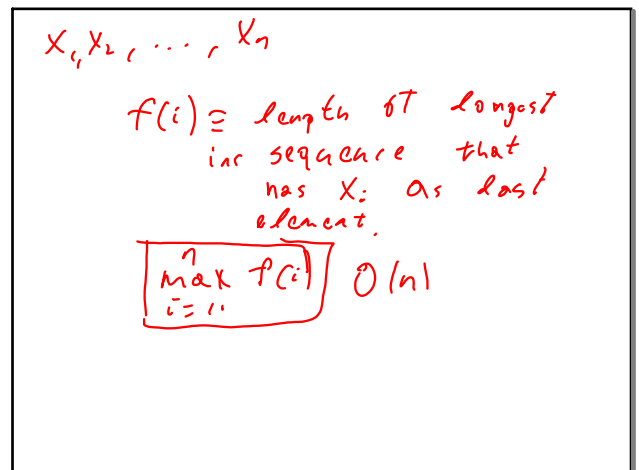 x₁, x₂, ..., xₙ
f(i) ≡ length of longest
inc sequence that
has xᵢ as last
element.
n
max f(i) O(n)
i=1